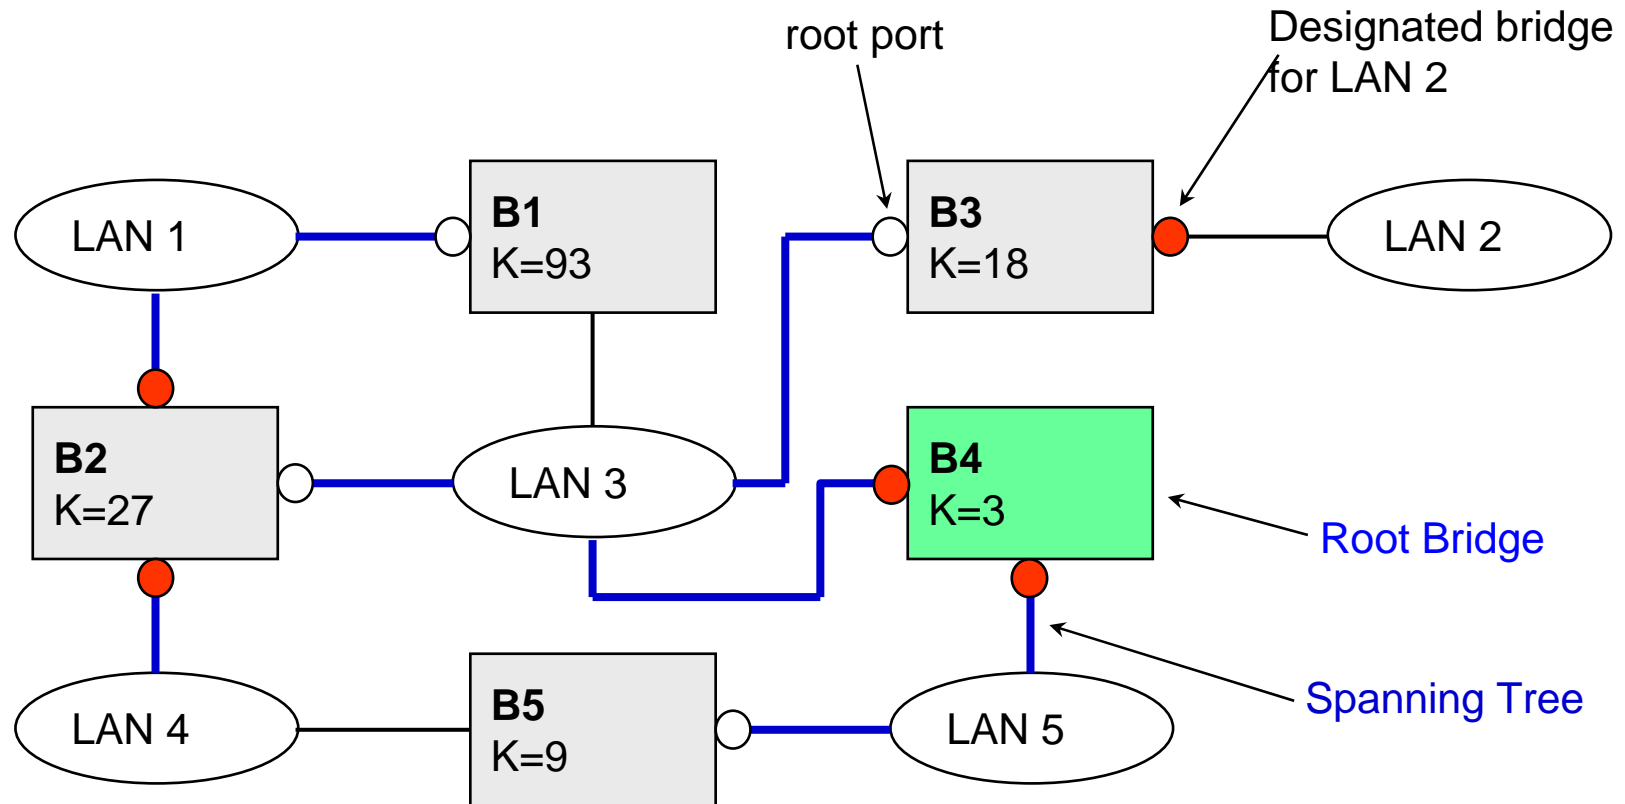 root port
Designated bridge
for LAN 2
LAN 1
B1
K=93
B3
K=18
LAN 2
B2
K=27
LAN 3
B4
K=3
Root Bridge
LAN 4
B5
K=9
LAN 5
Spanning Tree